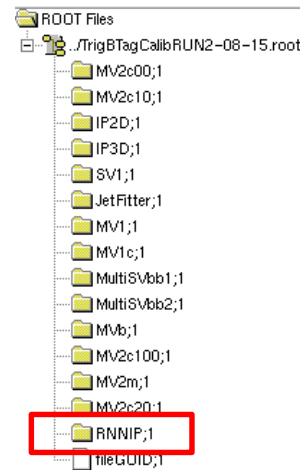 ROOT Files
../TrigBTagCalibRUN2-08-15.root
MV2c00;1
MV2c10;1
IP2D;1
IP3D;1
SV1;1
JetFitter;1
MV1;1
MV1c;1
MultiSVbb1;1
MultiSVbb2;1
MVb;1
MV2c100;1
MV2m;1
MV2c20;1
RNNIP;1
fileGUID;1